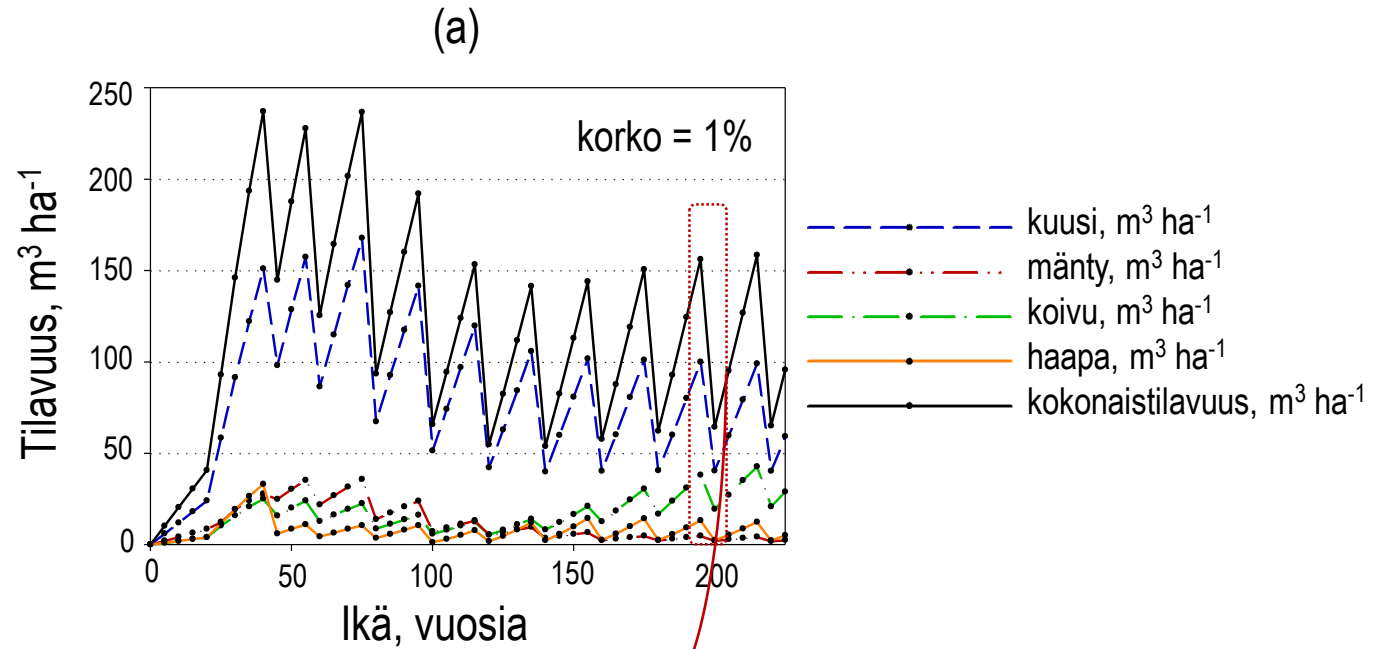 (a)
250
200
150
100
50
0
korko = 1%
Tilavuus, m³ ha⁻¹
0 50 100 150 200
Ikä, vuosia
kuusi, m³ ha⁻¹
mänty, m³ ha⁻¹
koivu, m³ ha⁻¹
haapa, m³ ha⁻¹
kokonaistilavuus, m³ ha⁻¹